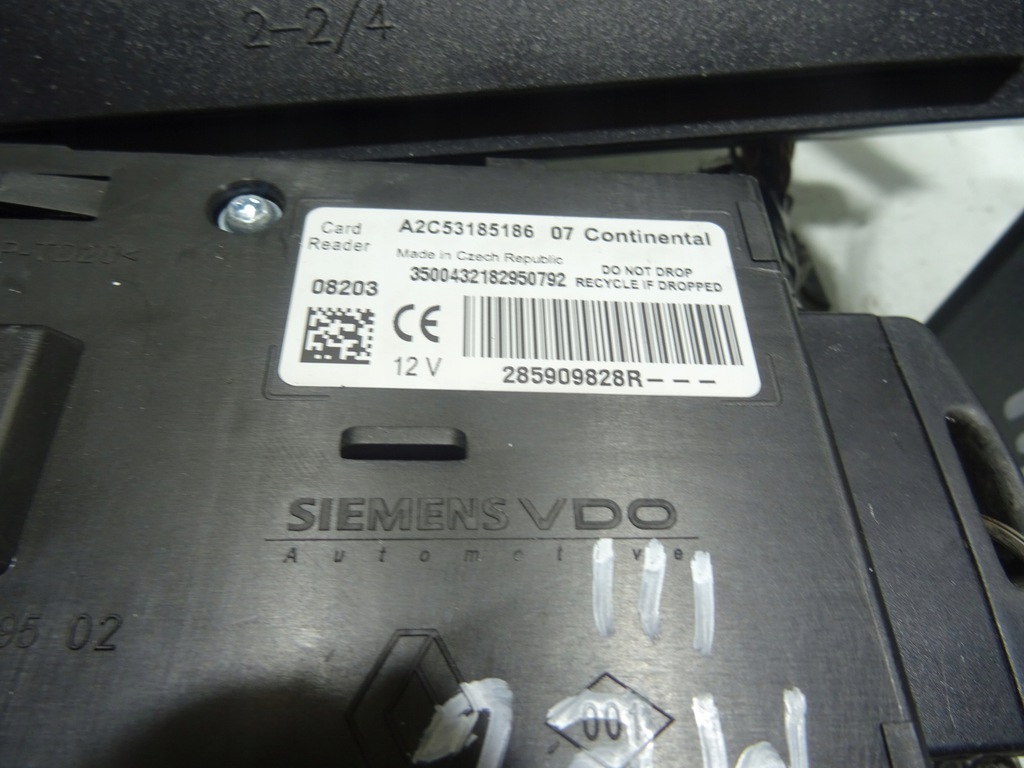 2-2/4
Card
Reader
A2C53185186 07 Continental
Made in Czech Republic
3500432182950792
DO NOT DROP
RECYCLE IF DROPPED
08203
CE
12 V
285909828R---
SIEMENS VDO
Automotive
95 02
001